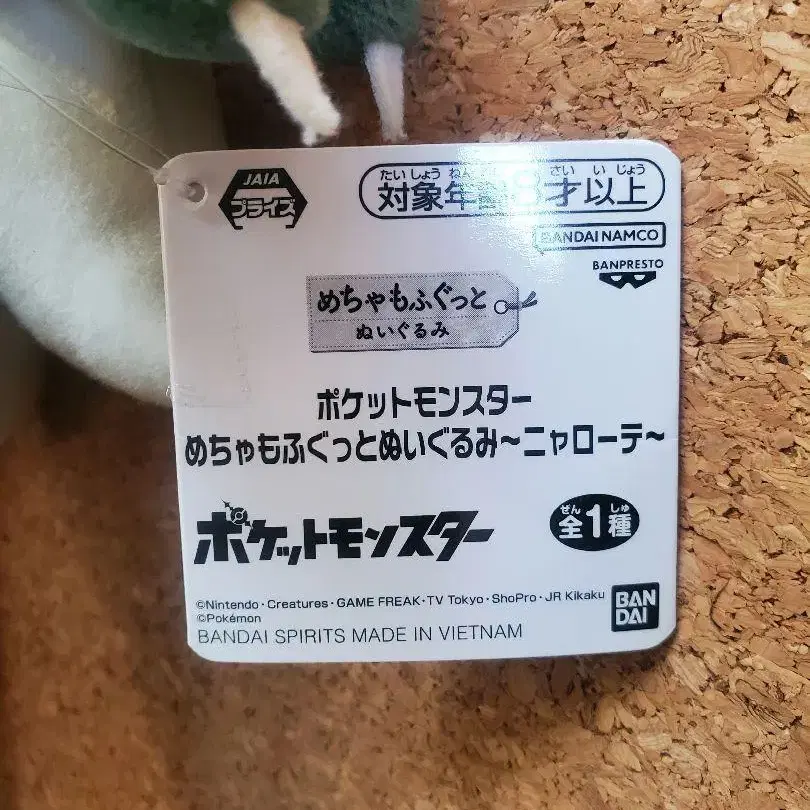 JAIA
プライズ
たいしょう ねん さい い じょう
対象年 才以上
BANDAI NAMCO
BANPRESTO
めちゃもふぐっと
ぬいぐるみ
ポケットモンスター
めちゃもふぐっとぬいぐるみ~ニャローテ~
ポケットモンスター
ぜん しゅ
全1種
©Nintendo・Creatures・GAME FREAK・TV Tokyo・ShoPro・JR Kikaku
©Pokémon
BANDAI SPIRITS MADE IN VIETNAM
BAN
DAI